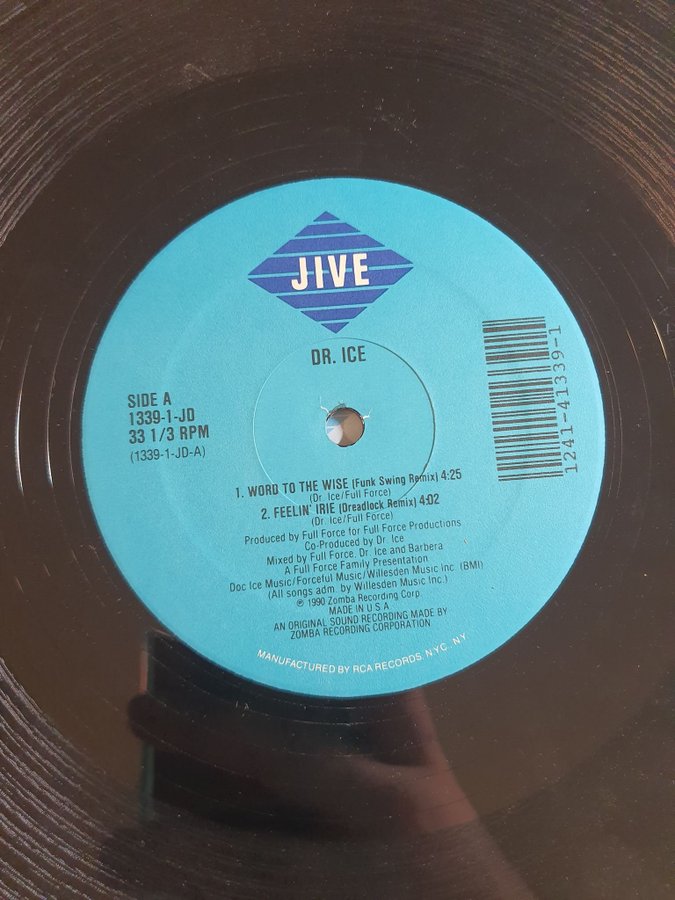 JIVE
DR. ICE
SIDE A
1339-1-JD
33 1/3 RPM
(1339-1-JD-A)
1241-41339-1
1. WORD TO THE WISE (Funk Swing Remix) 4:25
(Dr. Ice/Full Force)
2. FEELIN' IRIE (Dreadlock Remix) 4:02
(Dr. Ice/Full Force)
Produced by Full Force for Full Force Productions
Co-Produced by Dr. Ice
Mixed by Full Force, Dr. Ice and Barbera
A Full Force Family Presentation
Doc Ice Music/Forceful Music/Willesden Music Inc. (BMI)
(All songs adm. by Willesden Music Inc.)
℗ 1990 Zomba Recording Corp.
MADE IN U.S.A.
AN ORIGINAL SOUND RECORDING MADE BY
ZOMBA RECORDING CORPORATION
MANUFACTURED BY RCA RECORDS, NYC, NY